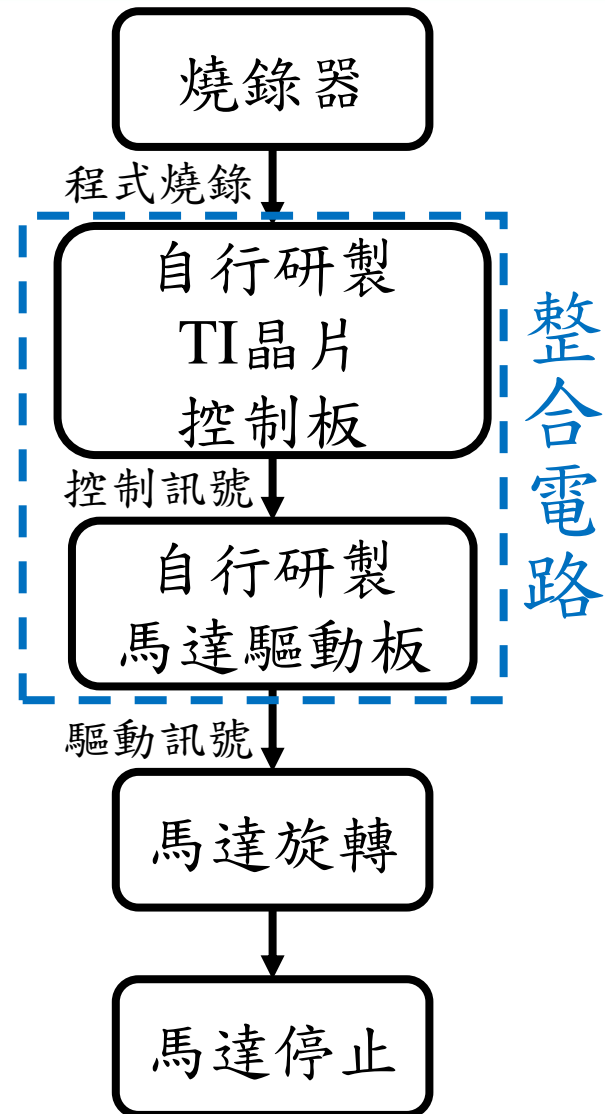 燒錄器
程式燒錄
自行研製
TI晶片
控制板
控制訊號
自行研製
馬達驅動板
整合電路
驅動訊號
馬達旋轉
馬達停止